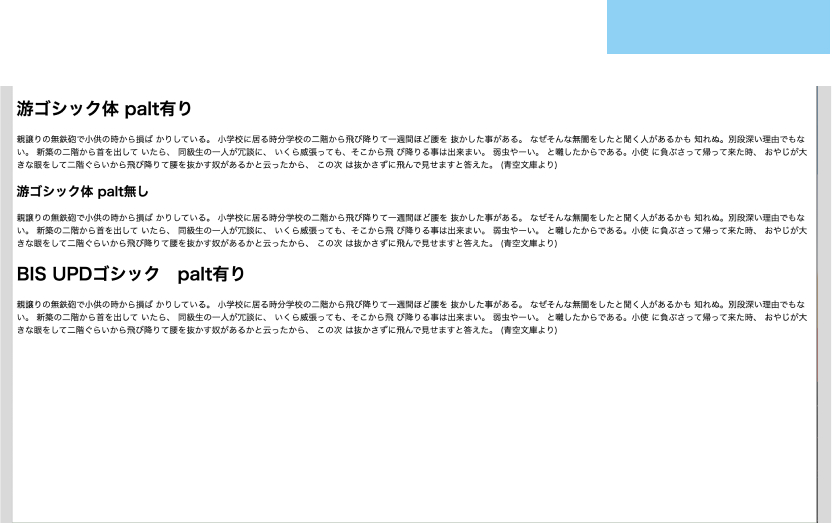 游ゴシック体 palt有り
親譲りの無鉄砲で小供の時から損ば かりしている。 小学校に居る時分学校の二階から飛び降りて一週間ほど腰を 抜かした事がある。 なぜそんな無闇をしたと聞く人があるかも 知れぬ。別段深い理由でもな
い。 新築の二階から首を出して いたら、 同級生の一人が冗談に、 いくら威張っても、そこから飛 び降りる事は出来まい。 弱虫やーい。 と囃したからである。小使 に負ぶさって帰って来た時、 おやじが大
きな眼をして二階ぐらいから飛び降りて腰を抜かす奴があるかと云ったから、 この次 は抜かさずに飛んで見せますと答えた。 (青空文庫より)
游ゴシック体 palt無し
親譲りの無鉄砲で小供の時から損ば かりしている。 小学校に居る時分学校の二階から飛び降りて一週間ほど腰を 抜かした事がある。 なぜそんな無闇をしたと聞く人があるかも 知れぬ。別段深い理由でもな
い。 新築の二階から首を出して いたら、 同級生の一人が冗談に、 いくら威張っても、そこから飛 び降りる事は出来まい。 弱虫やーい。 と囃したからである。小使 に負ぶさって帰って来た時、 おやじが大
きな眼をして二階ぐらいから飛び降りて腰を抜かす奴があるかと云ったから、 この次 は抜かさずに飛んで見せますと答えた。 (青空文庫より)
BIS UPDゴシック　palt有り
親譲りの無鉄砲で小供の時から損ば かりしている。 小学校に居る時分学校の二階から飛び降りて一週間ほど腰を 抜かした事がある。 なぜそんな無闇をしたと聞く人があるかも 知れぬ。別段深い理由でもな
い。 新築の二階から首を出して いたら、 同級生の一人が冗談に、 いくら威張っても、そこから飛 び降りる事は出来まい。 弱虫やーい。 と囃したからである。小使 に負ぶさって帰って来た時、 おやじが大
きな眼をして二階ぐらいから飛び降りて腰を抜かす奴があるかと云ったから、 この次 は抜かさずに飛んで見せますと答えた。 (青空文庫より)